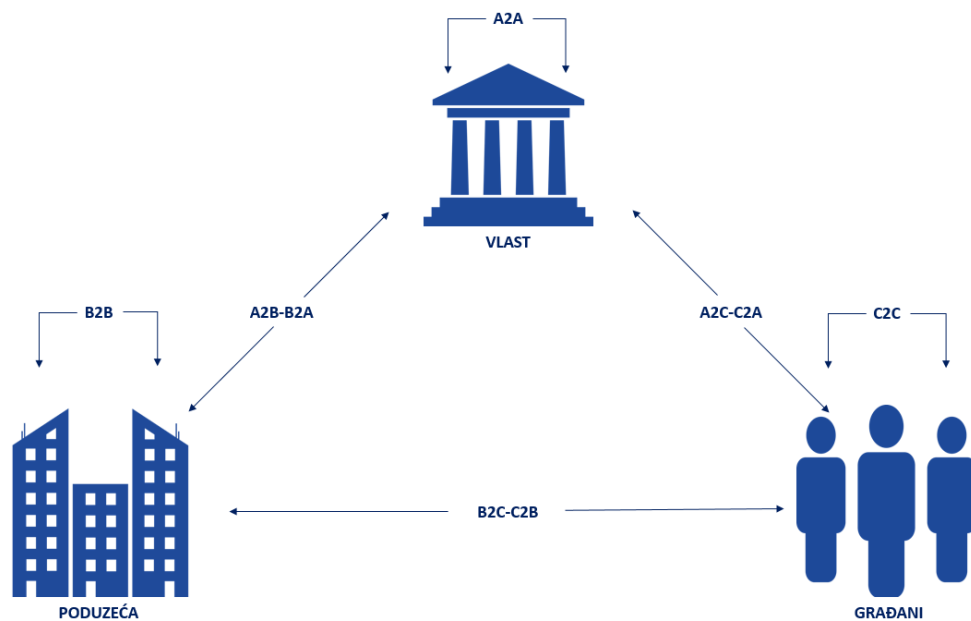 A2A
VLAST
B2B
A2B-B2A
A2C-C2A
C2C
B2C-C2B
PODUZEĆA
GRAĐANI